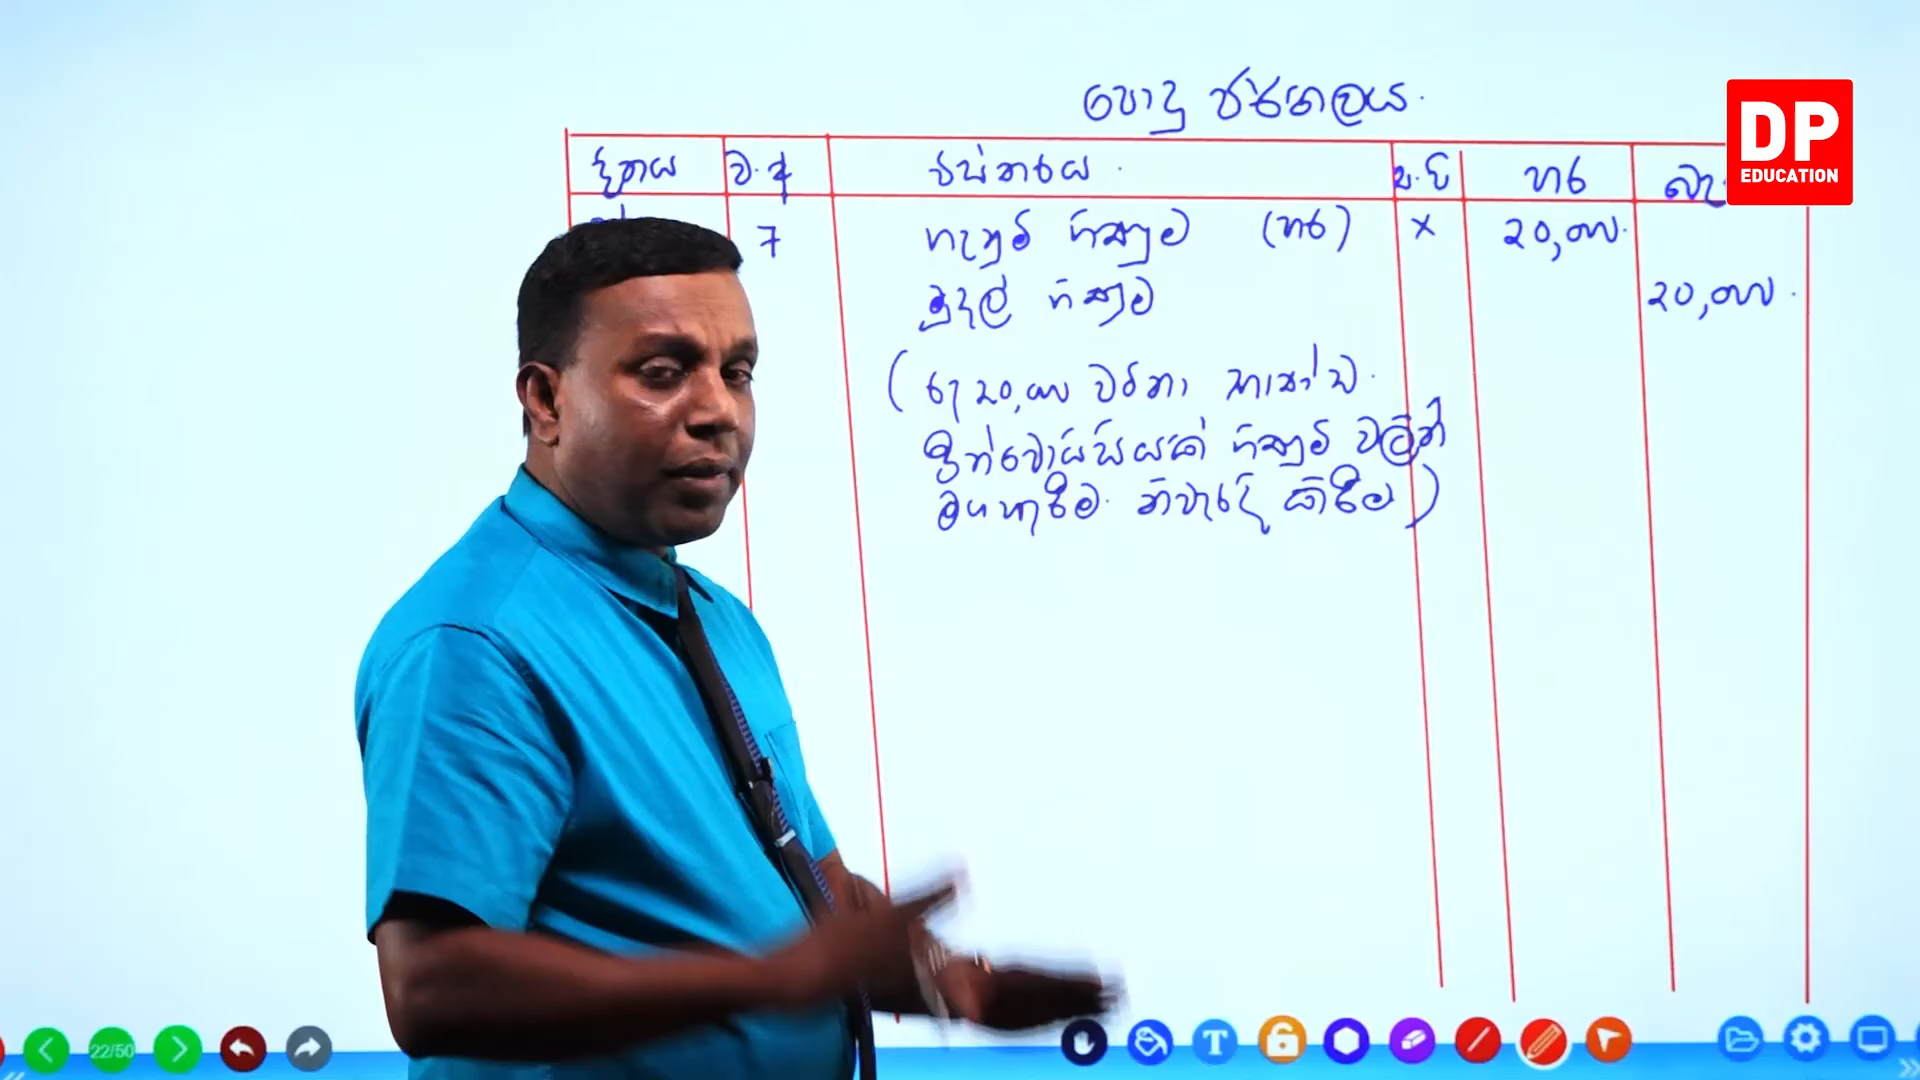 පොදු ජර්නලය.
DP
EDUCATION
දිනය ව. අ විස්තරය . ප. පි හර බැ.
7 ගැනුම් ගිණුම (හර) × 20,000.
මුදල් ගිණුම 20,000.
( රු 20,000 වටිනා භාණ්ඩ.
ඉන්වොයිසියක් ගිණුම් වලින්
මගහැරීම. නිවැරදි කිරීම )
22/50
T